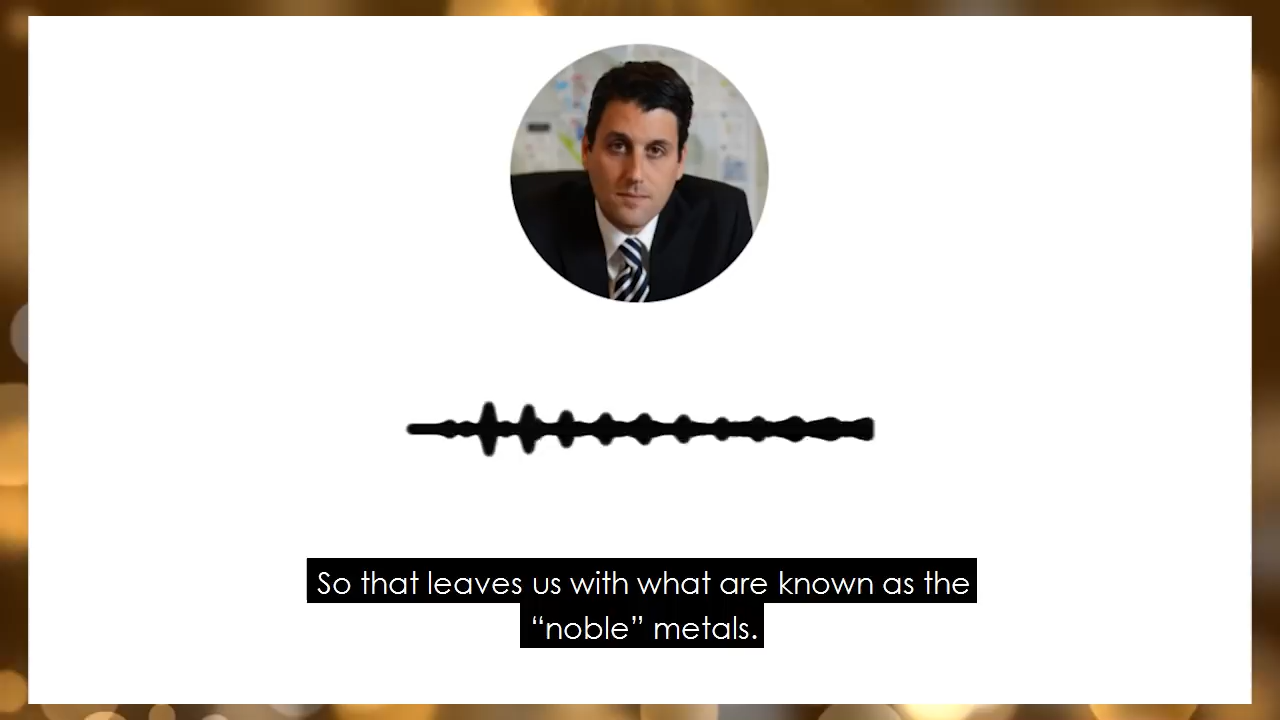 So that leaves us with what are known as the
“noble” metals.